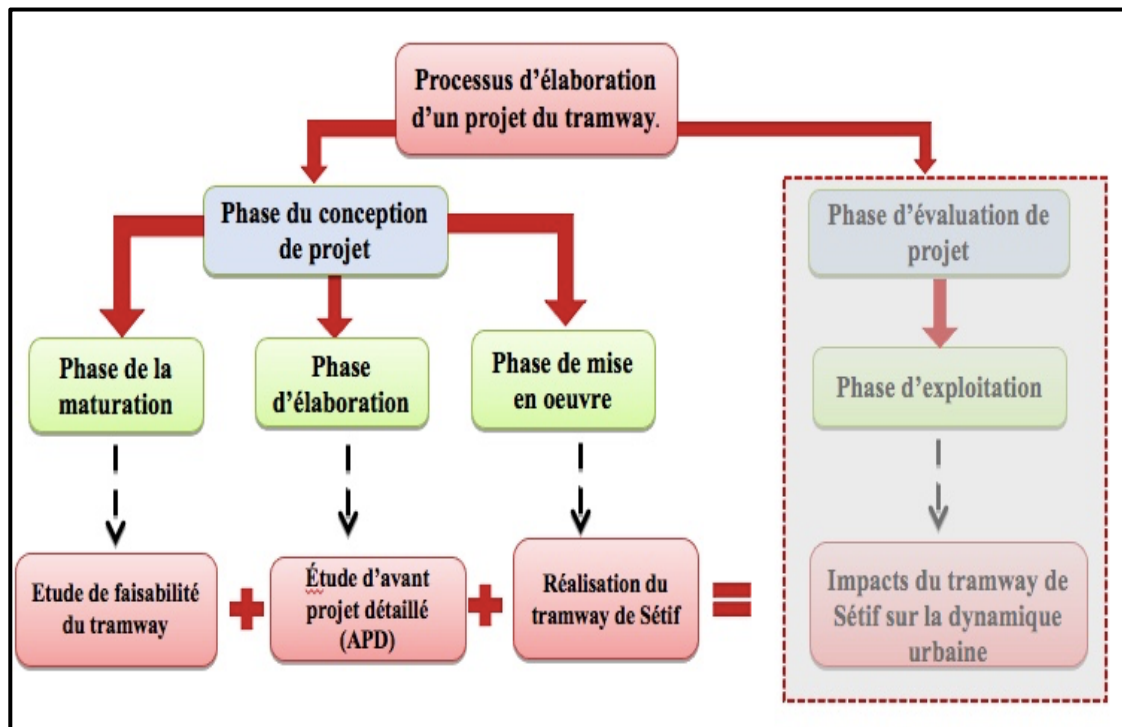 Processus d’élaboration
d’un projet du tramway.
Phase du conception
de projet
Phase d’évaluation de
projet
Phase de la
maturation
Phase
d’élaboration
Phase de mise
en oeuvre
Phase d’exploitation
Etude de faisabilité
du tramway
+
Étude d’avant
projet détaillé
(APD)
+
Réalisation du
tramway de Sétif
=
Impacts du tramway de
Sétif sur la dynamique
urbaine